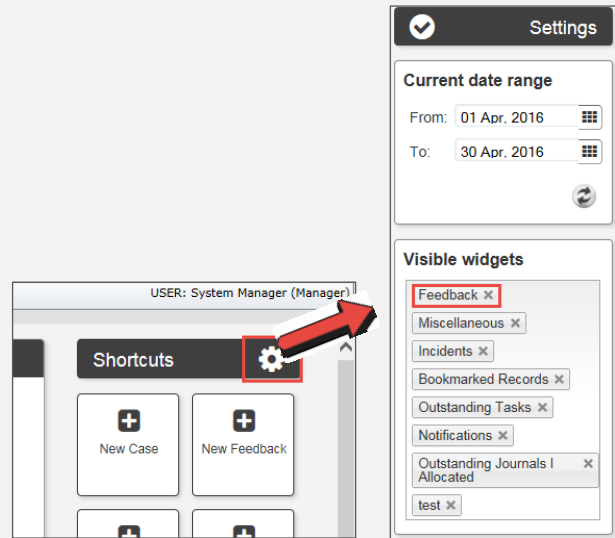 Settings
Current date range
From: 01 Apr. 2016
To: 30 Apr. 2016
Visible widgets
Feedback
Miscellaneous
Incidents
Bookmarked Records
Outstanding Tasks
Notifications
Outstanding Journals I
Allocated
test
USER: System Manager (Manager)
Shortcuts
New Case
New Feedback